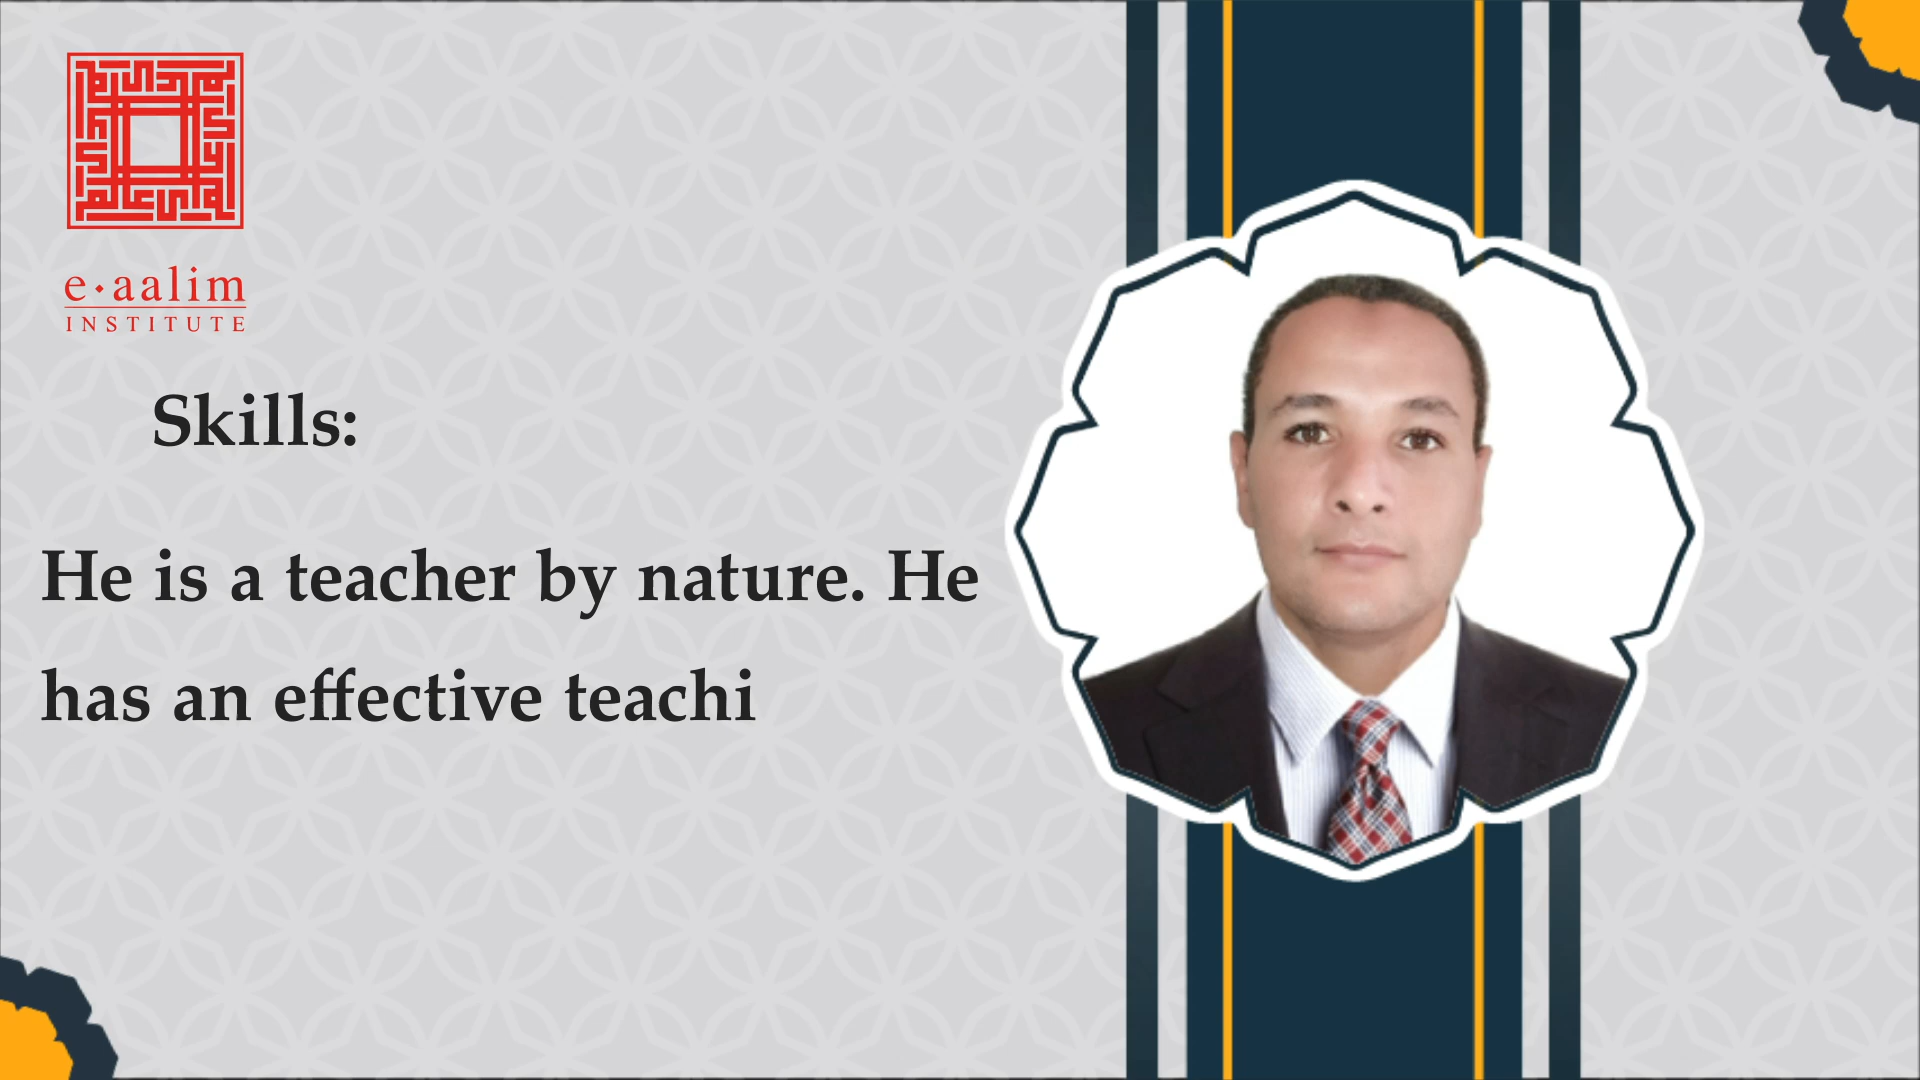 e·aalim
INSTITUTE
Skills:
He is a teacher by nature. He
has an effective teachi